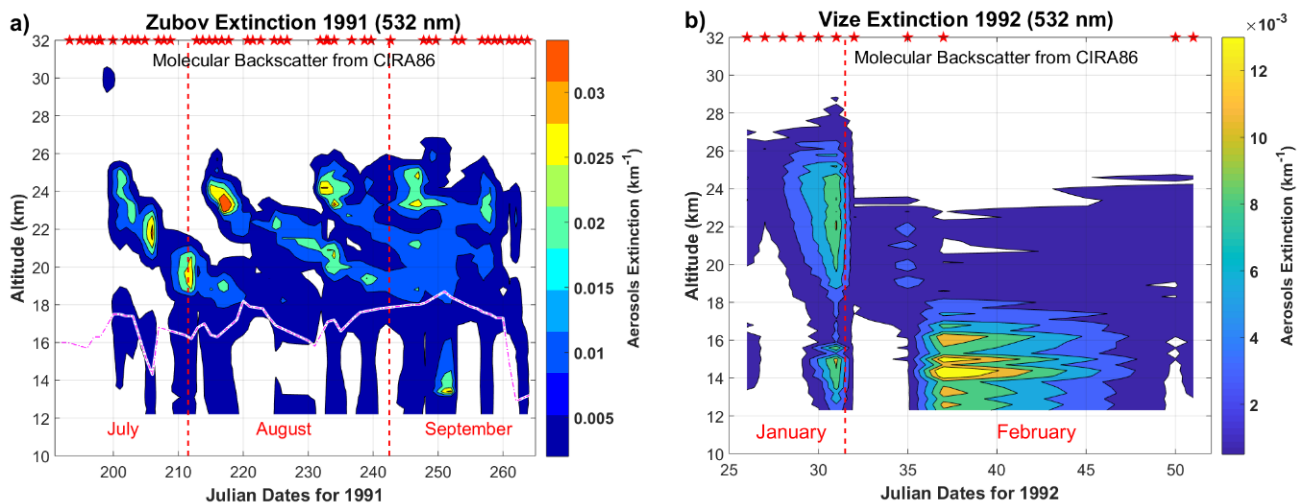 a)
Zubov Extinction 1991 (532 nm)
Molecular Backscatter from CIRA86
Altitude (km)
32
30
28
26
24
22
20
18
16
14
12
10
July
August
September
200
210
220
230
240
250
260
Julian Dates for 1991
0.03
0.025
0.02
0.015
0.01
0.005
Aerosols Extinction (km-1)
b)
Vize Extinction 1992 (532 nm)
Molecular Backscatter from CIRA86
Altitude (km)
32
30
28
26
24
22
20
18
16
14
12
10
January
February
25
30
35
40
45
50
Julian Dates for 1992
×10-3
12
10
8
6
4
2
Aerosols Extinction (km-1)